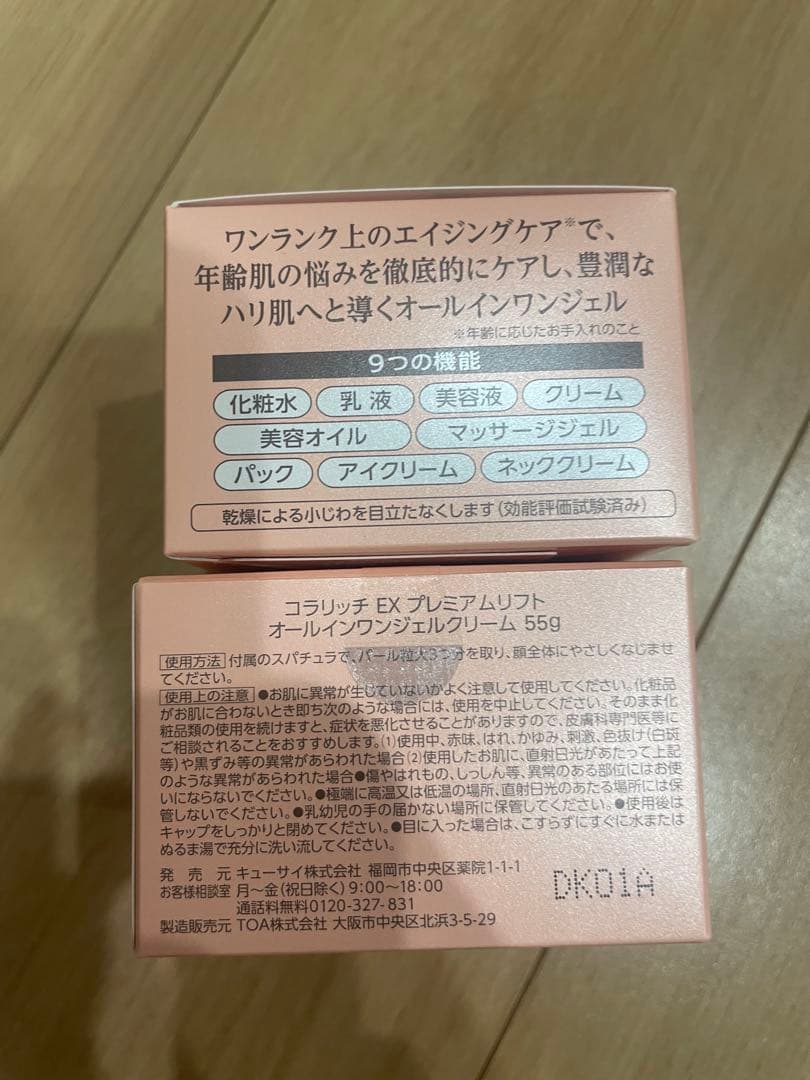 ワンランク上のエイジングケア※で、
年齢肌の悩みを徹底的にケアし、豊潤な
ハリ肌へと導くオールインワンジェル
※年齢に応じたお手入れのこと
9つの機能
化粧水 乳液 美容液 クリーム
美容オイル マッサージジェル
パック アイクリーム ネッククリーム
乾燥による小じわを目立たなくします(効能評価試験済み)
コラリッチ EX プレミアムリフト
オールインワンジェルクリーム 55g
使用方法 付属のスパチュラで、パール粒大3つ分を取り、顔全体にやさしくなじませ
てください。
使用上の注意 ●お肌に異常が生じていないかよく注意して使用してください。化粧品
がお肌に合わないとき即ち次のような場合には、使用を中止してください。そのまま化
粧品類の使用を続けますと、症状を悪化させることがありますので、皮膚科専門医等に
ご相談されることをおすすめします。(1)使用中、赤味、はれ、かゆみ、刺激、色抜け(白斑
等)や黒ずみ等の異常があらわれた場合(2)使用したお肌に、直射日光があたって上記
のような異常があらわれた場合●傷やはれもの、しっしん等、異常のある部位にはお使
いにならないでください。●極端に高温又は低温の場所、直射日光のあたる場所には保
管しないでください。●乳幼児の手の届かない場所に保管してください。●使用後は
キャップをしっかりと閉めてください。●目に入った場合は、こすらずにすぐに水または
ぬるま湯で充分に洗い流してください。
発売元 キューサイ株式会社 福岡市中央区薬院1-1-1
お客様相談室 月〜金(祝日除く)9:00〜18:00
通話料無料0120-327-831
製造販売元 TOA株式会社 大阪市中央区北浜3-5-29
DK01A